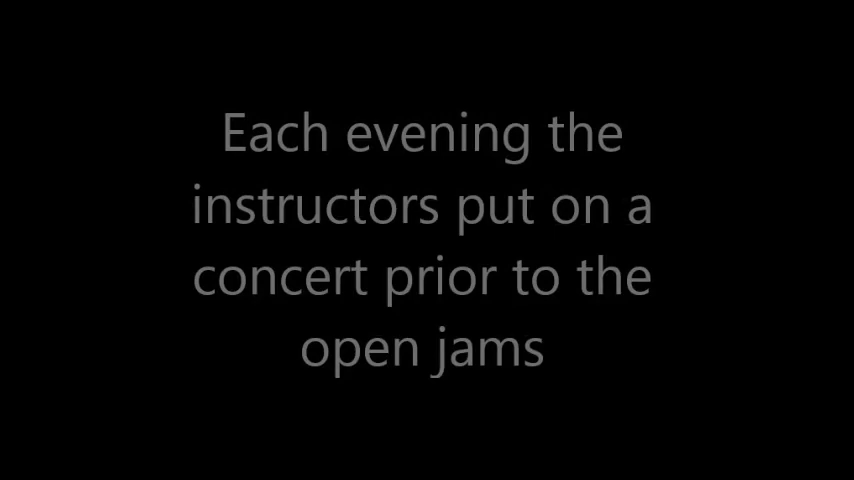 Each evening the
instructors put on a
concert prior to the
open jams